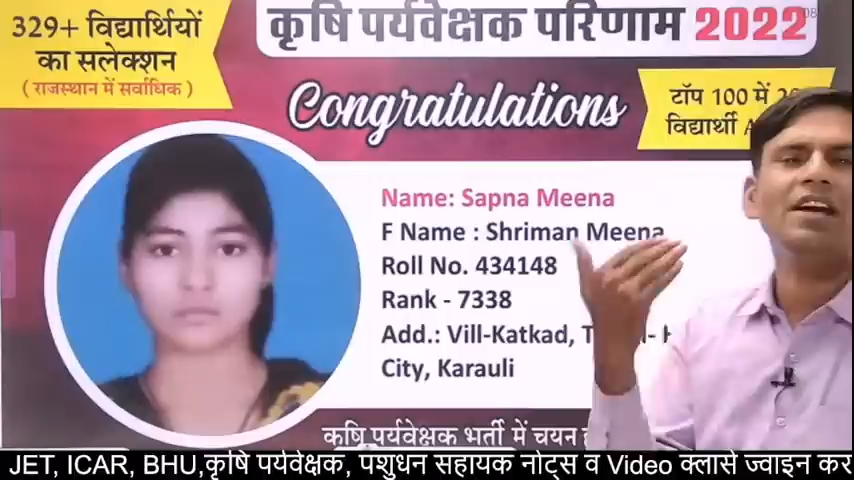 329+ विद्यार्थियों
का सलेक्शन
( राजस्थान में सर्वाधिक )
कृषि पर्यवेक्षक परिणाम 2022
Congratulations
टॉप 100 में
विद्यार्थी
Name: Sapna Meena
F Name : Shriman Meena
Roll No. 434148
Rank - 7338
Add.: Vill-Katkad,
City, Karauli
कृषि पर्यवेक्षक भर्ती में चयन
JET, ICAR, BHU,कृषि पर्यवेक्षक, पशुधन सहायक नोट्स व Video क्लासे ज्वाइन कर